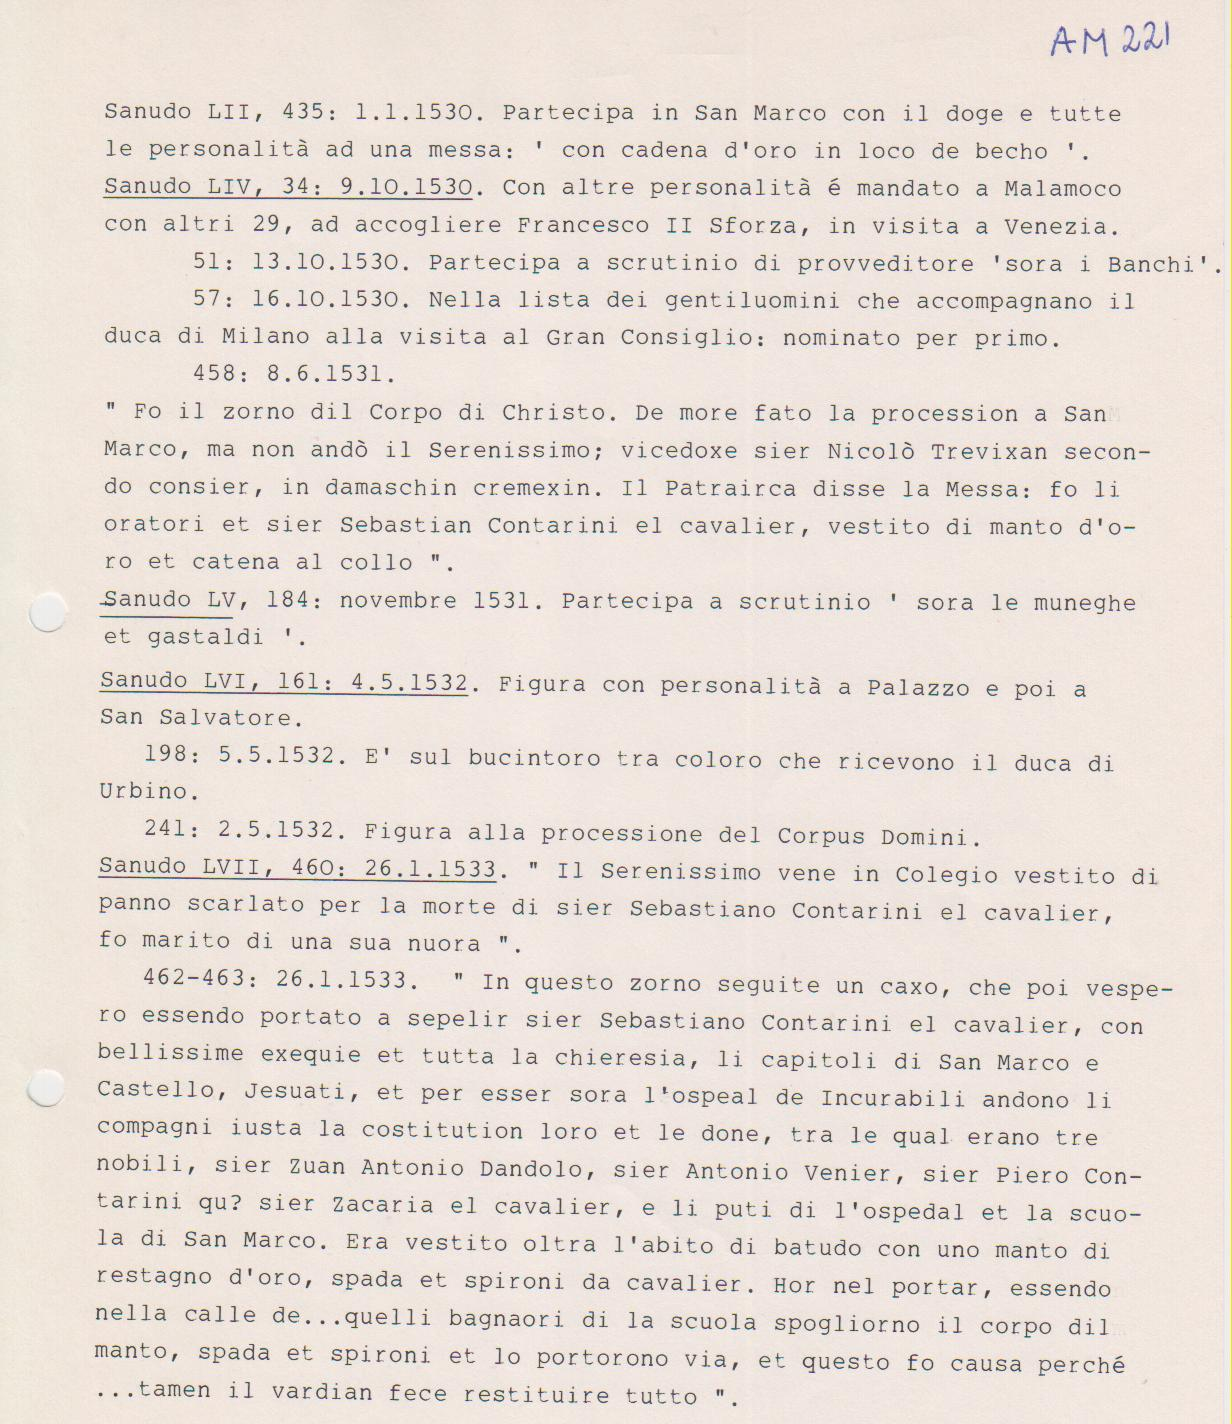 AM 221
Sanudo LII, 435: 1.1.1530. Partecipa in San Marco con il doge e tutte
le personalità ad una messa: ' con cadena d'oro in loco de becho '.
Sanudo LIV, 34: 9.10.1530. Con altre personalità é mandato a Malamoco
con altri 29, ad accogliere Francesco II Sforza, in visita a Venezia.
51: 13.10.1530. Partecipa a scrutinio di provveditore 'sora i Banchi'.
57: 16.10.1530. Nella lista dei gentiluomini che accompagnano il
duca di Milano alla visita al Gran Consiglio: nominato per primo.
458: 8.6.1531.
" Fo il zorno dil Corpo di Christo. De more fato la procession a San
Marco, ma non andò il Serenissimo; vicedoxe sier Nicolò Trevixan secon-
do consier, in damaschin cremexin. Il Patrairca disse la Messa: fo li
oratori et sier Sebastian Contarini el cavalier, vestito di manto d'o-
ro et catena al collo ".
Sanudo LV, 184: novembre 1531. Partecipa a scrutinio ' sora le muneghe
et gastaldi '.
Sanudo LVI, 161: 4.5.1532. Figura con personalità a Palazzo e poi a
San Salvatore.
198: 5.5.1532. E' sul bucintoro tra coloro che ricevono il duca di
Urbino.
241: 2.5.1532. Figura alla processione del Corpus Domini.
Sanudo LVII, 460: 26.1.1533. " Il Serenissimo vene in Colegio vestito di
panno scarlato per la morte di sier Sebastiano Contarini el cavalier,
fo marito di una sua nuora ".
462-463: 26.1.1533. " In questo zorno seguite un caxo, che poi vespe-
ro essendo portato a sepelir sier Sebastiano Contarini el cavalier, con
bellissime exequie et tutta la chieresia, li capitoli di San Marco e
Castello, Jesuati, et per esser sora l'ospeal de Incurabili andono li
compagni iusta la costitution loro et le done, tra le qual erano tre
nobili, sier Zuan Antonio Dandolo, sier Antonio Venier, sier Piero Con-
tarini qu? sier Zacaria el cavalier, e li puti di l'ospedal et la scuo-
la di San Marco. Era vestito oltra l'abito di batudo con uno manto di
restagno d'oro, spada et spironi da cavalier. Hor nel portar, essendo
nella calle de...quelli bagnaori di la scuola spogliorno il corpo dil
manto, spada et spironi et lo portorono via, et questo fo causa perché
...tamen il vardian fece restituire tutto ".